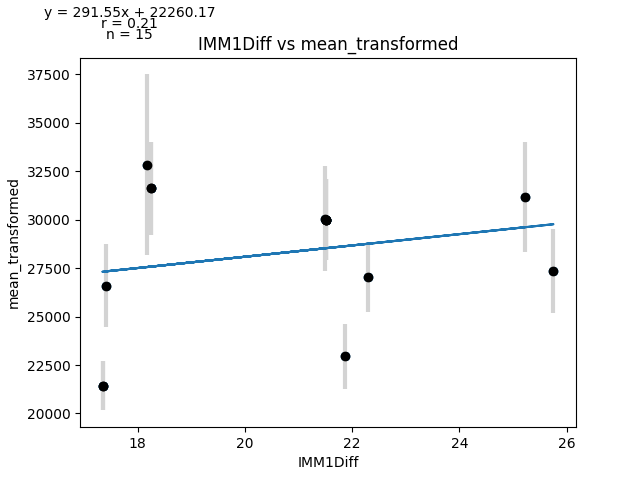 y = 291.55x + 22260.17
r = 0.21
n = 15
IMM1Diff vs mean_transformed
37500
35000
32500
30000
27500
25000
22500
20000
mean_transformed
18 20 22 24 26
IMM1Diff